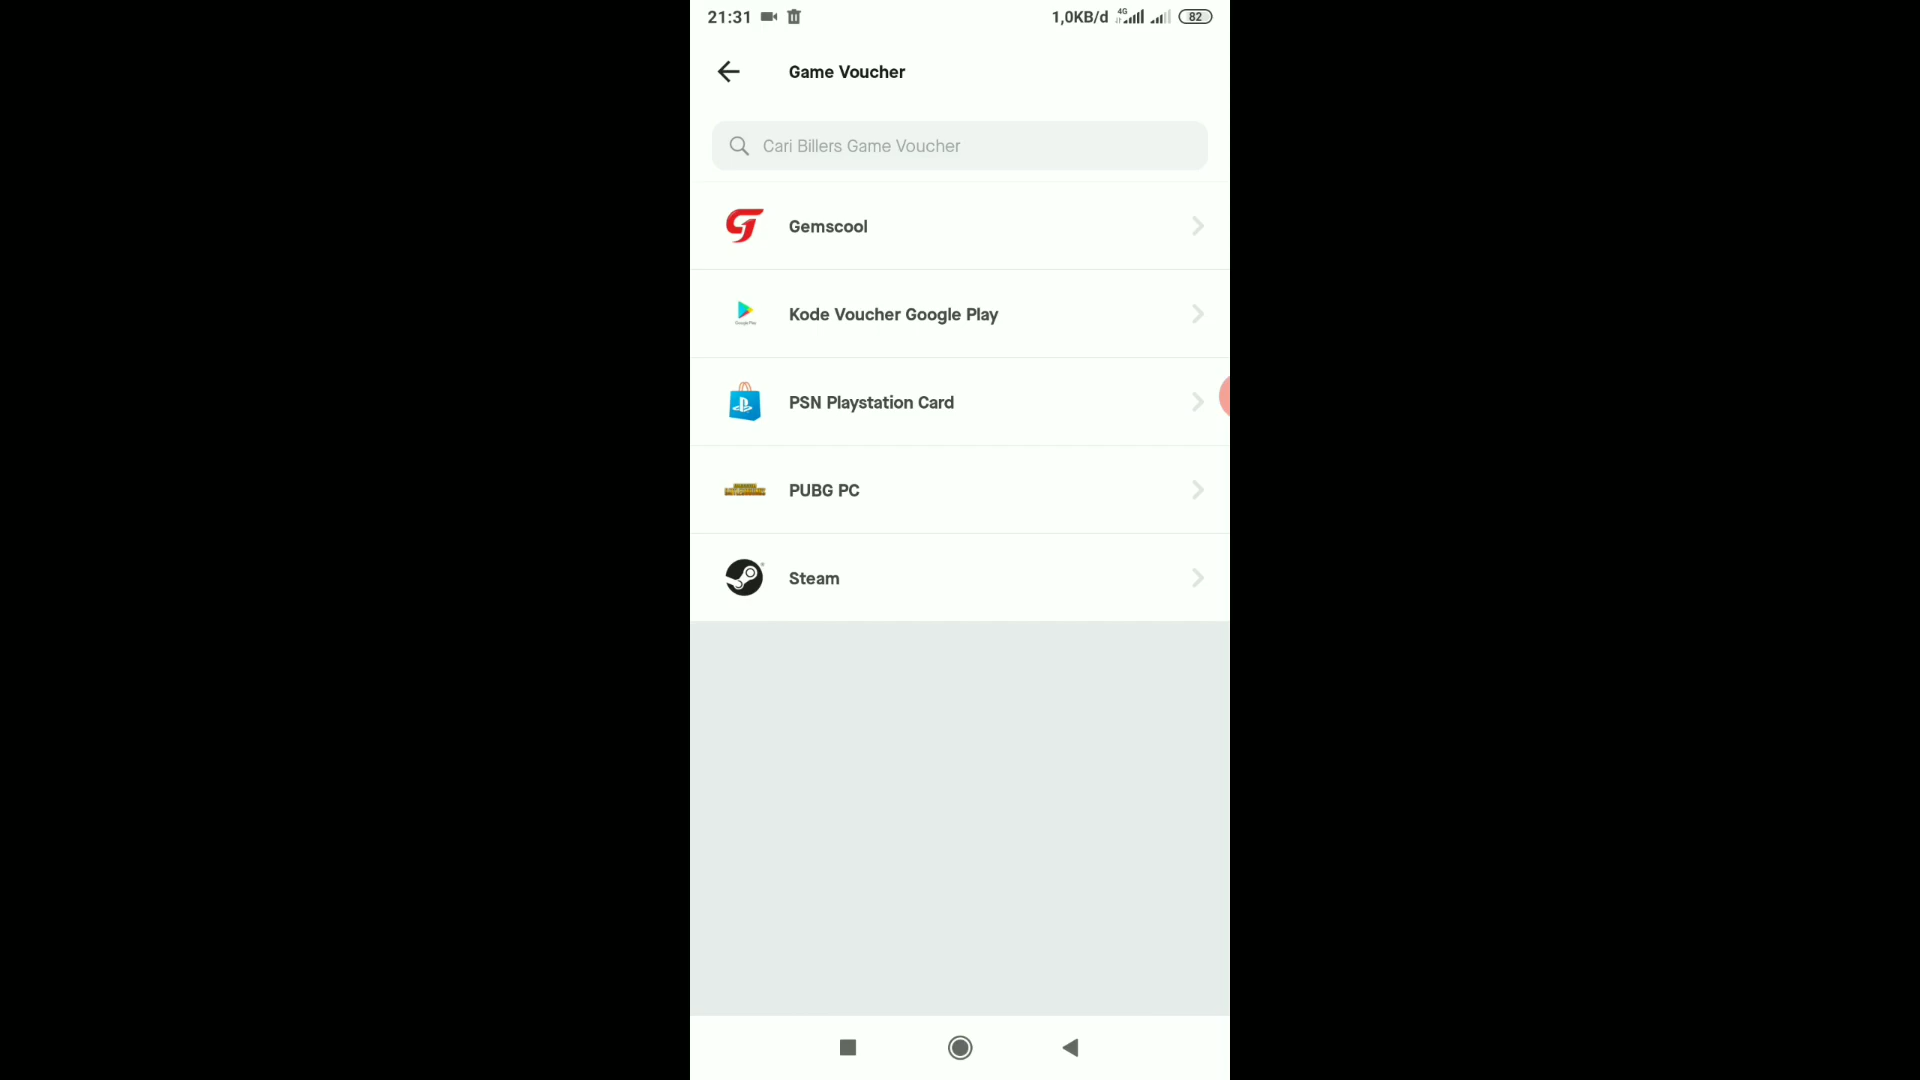 21:31 1,0KB/d 4G 82
Game Voucher
Cari Billers Game Voucher
Gemscool
Kode Voucher Google Play
PSN Playstation Card
PUBG PC
Steam